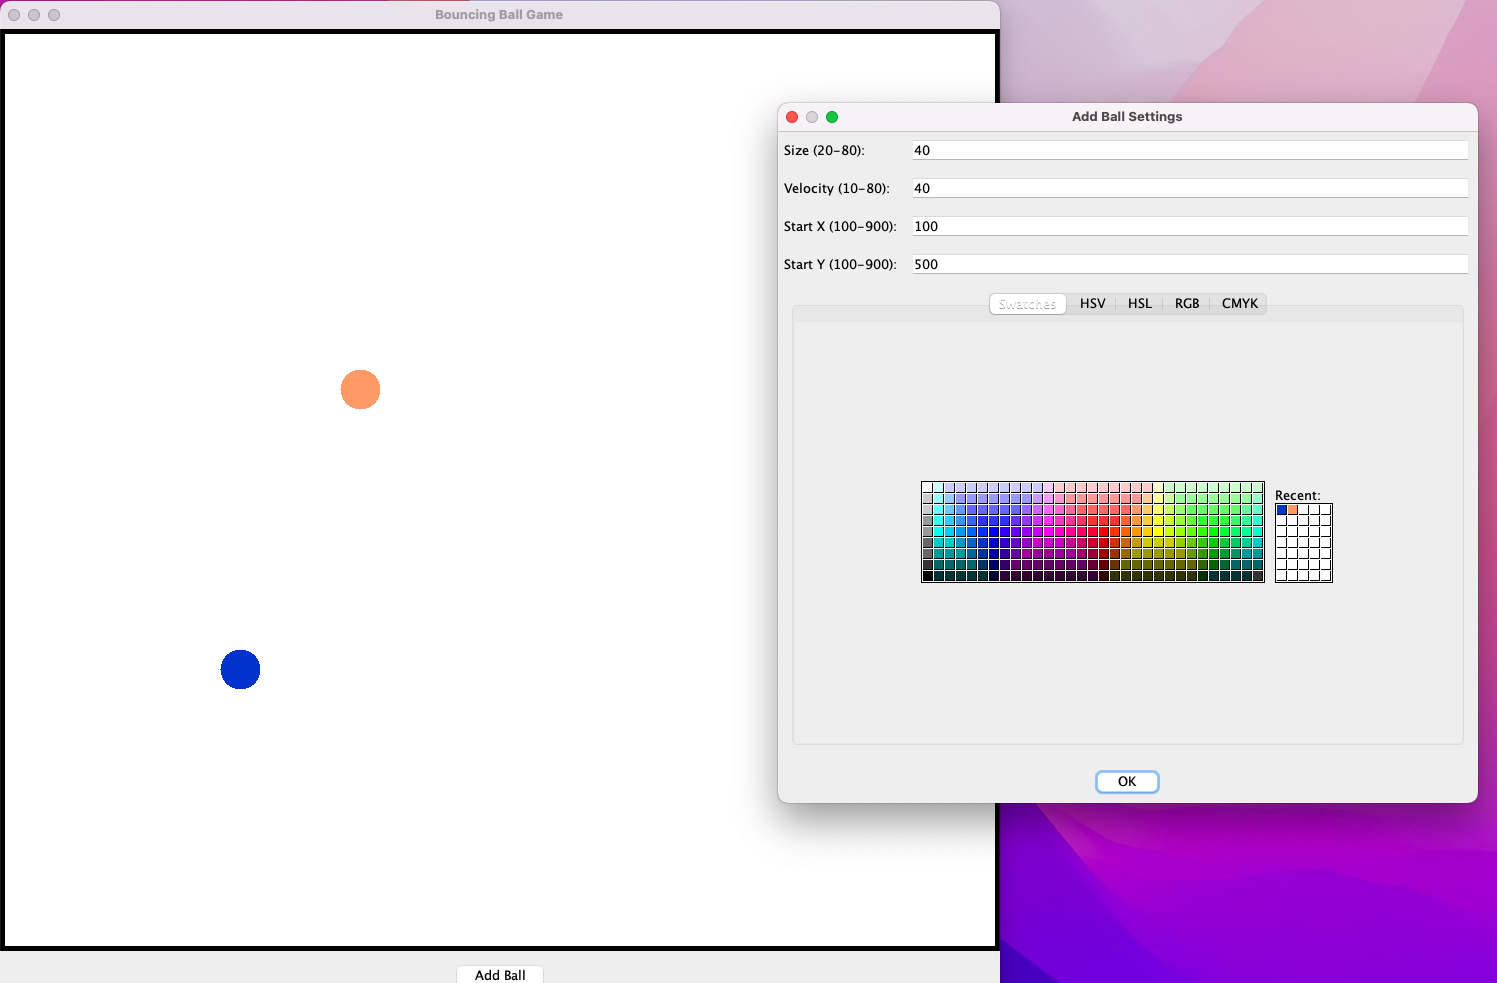 Bouncing Ball Game
Add Ball Settings
Size (20-80): 40
Velocity (10-80): 40
Start X (100-900): 100
Start Y (100-900): 500
Swatches HSV HSL RGB CMYK
Recent:
OK
Add Ball